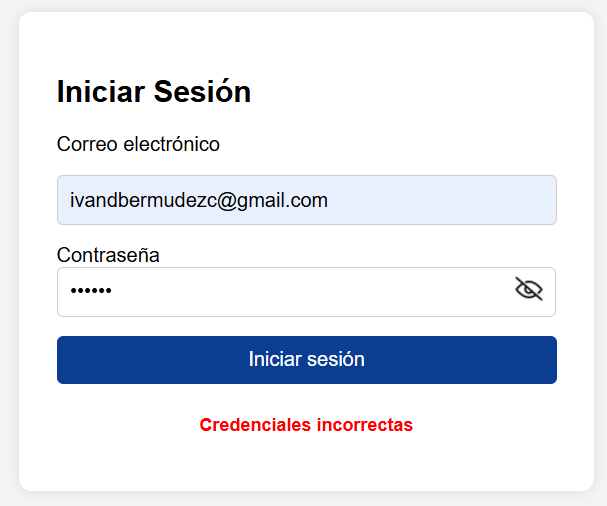 Iniciar Sesión
Correo electrónico
ivandbermudezc@gmail.com
Contraseña
••••••
Iniciar sesión
Credenciales incorrectas